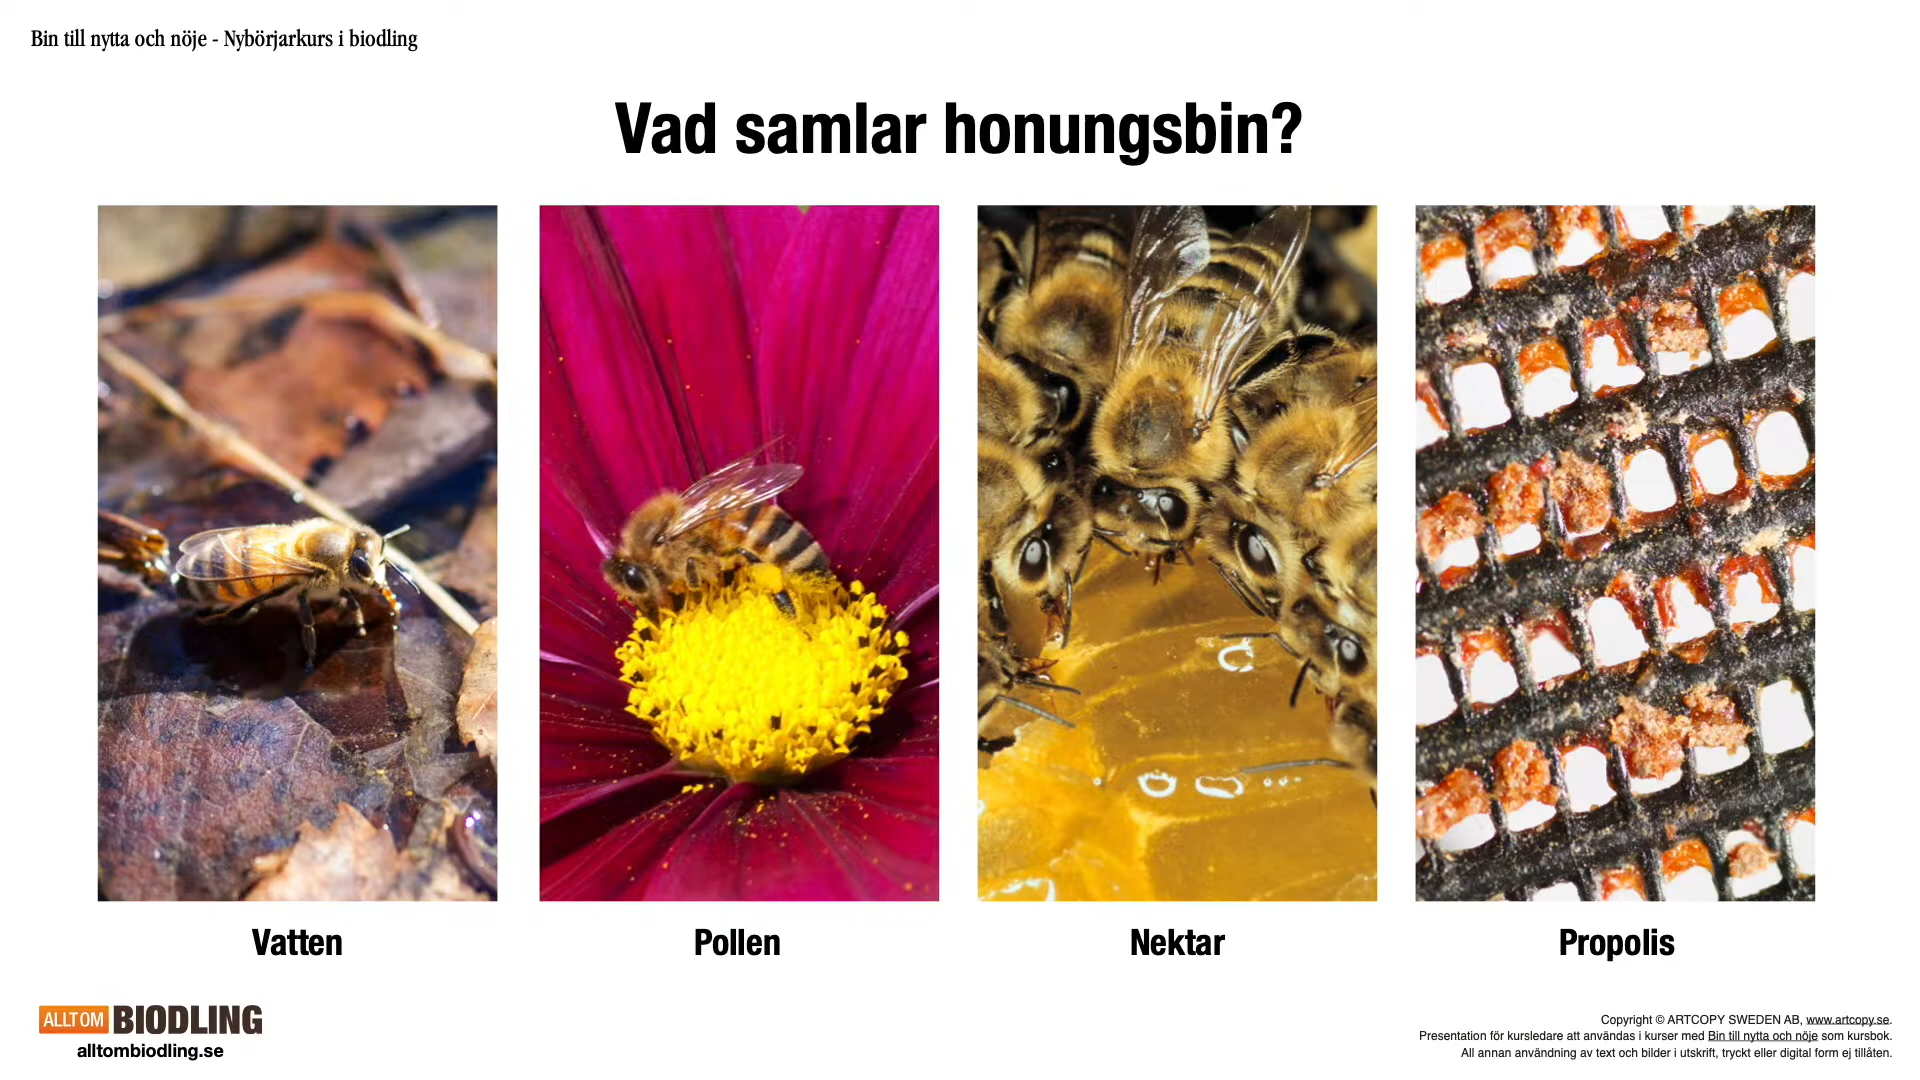 Bin till nytta och nöje - Nybörjarkurs i biodling
Vad samlar honungsbin?
Vatten
Pollen
Nektar
Propolis
ALLT OM BIODLING
alltombiodling.se
Copyright © ARTCOPY SWEDEN AB, www.artcopy.se.
Presentation för kursledare att användas i kurser med Bin till nytta och nöje som kursbok.
All annan användning av text och bilder i utskrift, tryckt eller digital form ej tillåten.